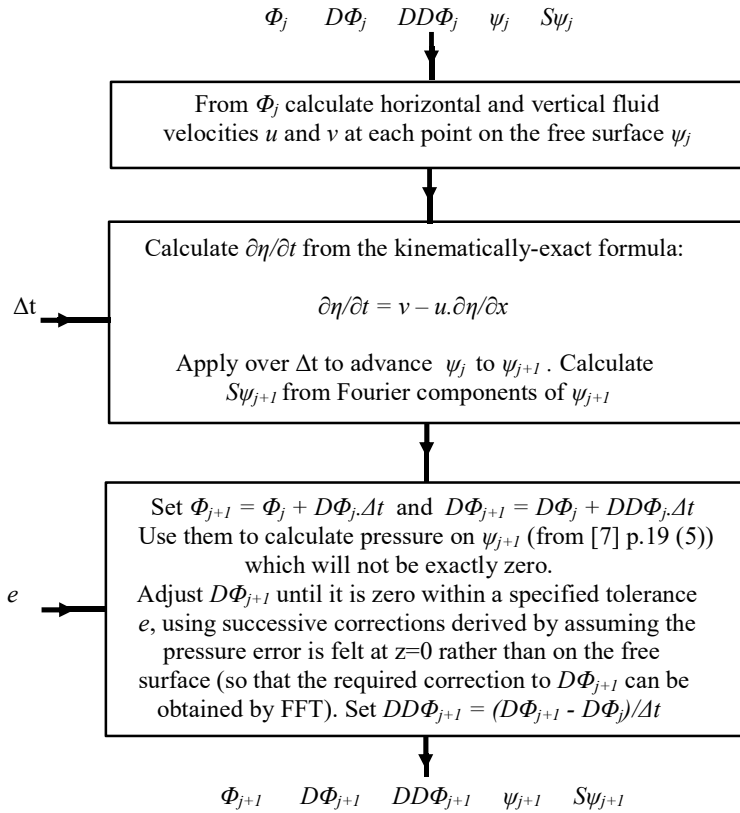 Φj DΦj DDΦj ψj Sψj
From Φj calculate horizontal and vertical fluid
velocities u and v at each point on the free surface ψj
Calculate ∂η/∂t from the kinematically-exact formula:
Δt
∂η/∂t = v – u.∂η/∂x
Apply over Δt to advance ψj to ψj+1 . Calculate
Sψj+1 from Fourier components of ψj+1
Set Φj+1 = Φj + DΦj.Δt and DΦj+1 = DΦj + DDΦj.Δt
Use them to calculate pressure on ψj+1 (from [7] p.19 (5))
which will not be exactly zero.
Adjust DΦj+1 until it is zero within a specified tolerance
e
e, using successive corrections derived by assuming the
pressure error is felt at z=0 rather than on the free
surface (so that the required correction to DΦj+1 can be
obtained by FFT). Set DDΦj+1 = (DΦj+1 - DΦj)/Δt
Φj+1 DΦj+1 DDΦj+1 ψj+1 Sψj+1